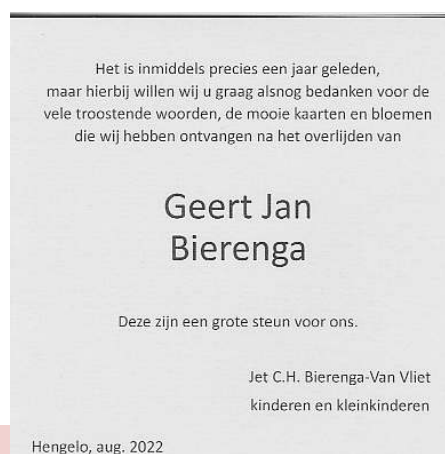 Het is inmiddels precies een jaar geleden,
maar hierbij willen wij u graag alsnog bedanken voor de
vele troostende woorden, de mooie kaarten en bloemen
die wij hebben ontvangen na het overlijden van
Geert Jan
Bierenga
Deze zijn een grote steun voor ons.
Jet C.H. Bierenga-Van Vliet
kinderen en kleinkinderen
Hengelo, aug. 2022